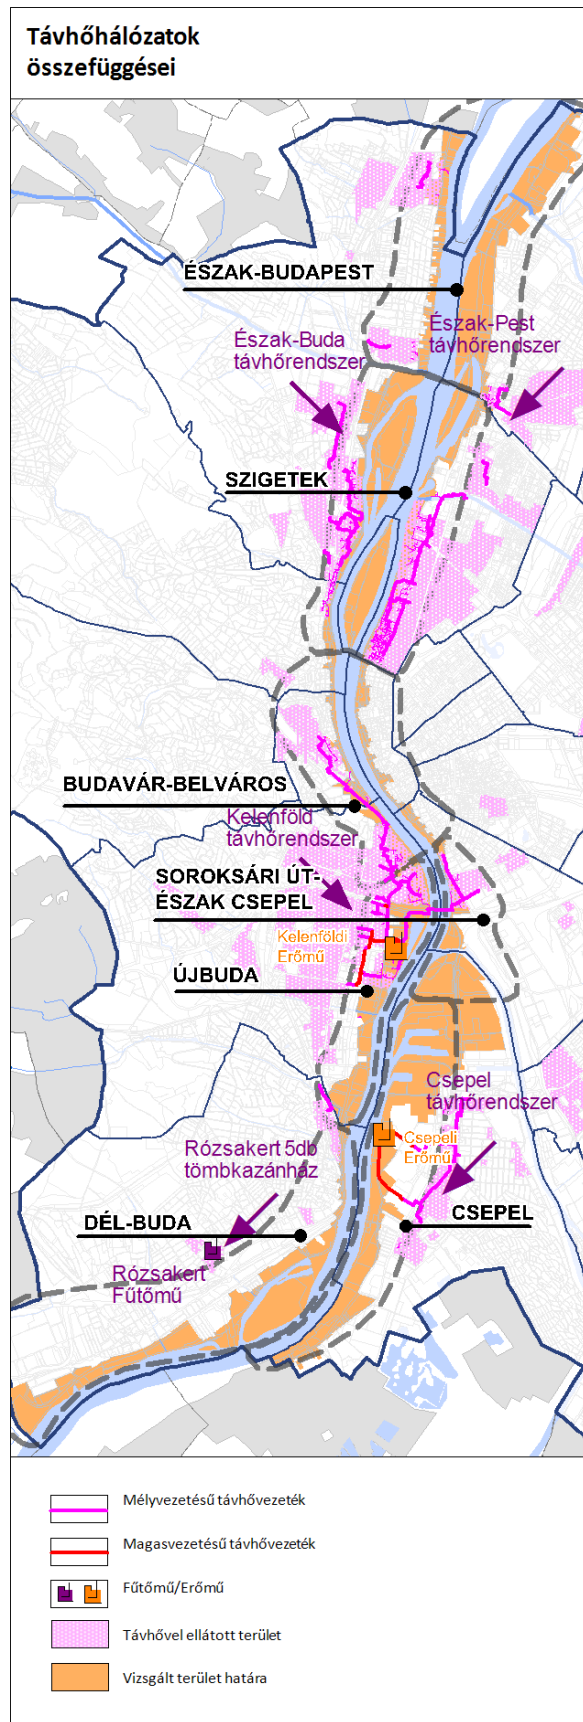 Távhőhálózatok
összefüggései
ÉSZAK-BUDAPEST
Észak-Buda
távhőrendszer
Észak-Pest
távhőrendszer
SZIGETEK
BUDAVÁR-BELVÁROS
Kelenföld
távhőrendszer
SOROKSÁRI ÚT-
ÉSZAK CSEPEL
Kelenföldi
Erőmű
ÚJBUDA
Csepel
távhőrendszer
Csepeli
Erőmű
Rózsakert 5db
tömbkazánház
DÉL-BUDA
CSEPEL
Rózsakert
Fűtőmű
Mélyvezetésű távhővezeték
Magasvezetésű távhővezeték
Fűtőmű/Erőmű
Távhővel ellátott terület
Vizsgált terület határa